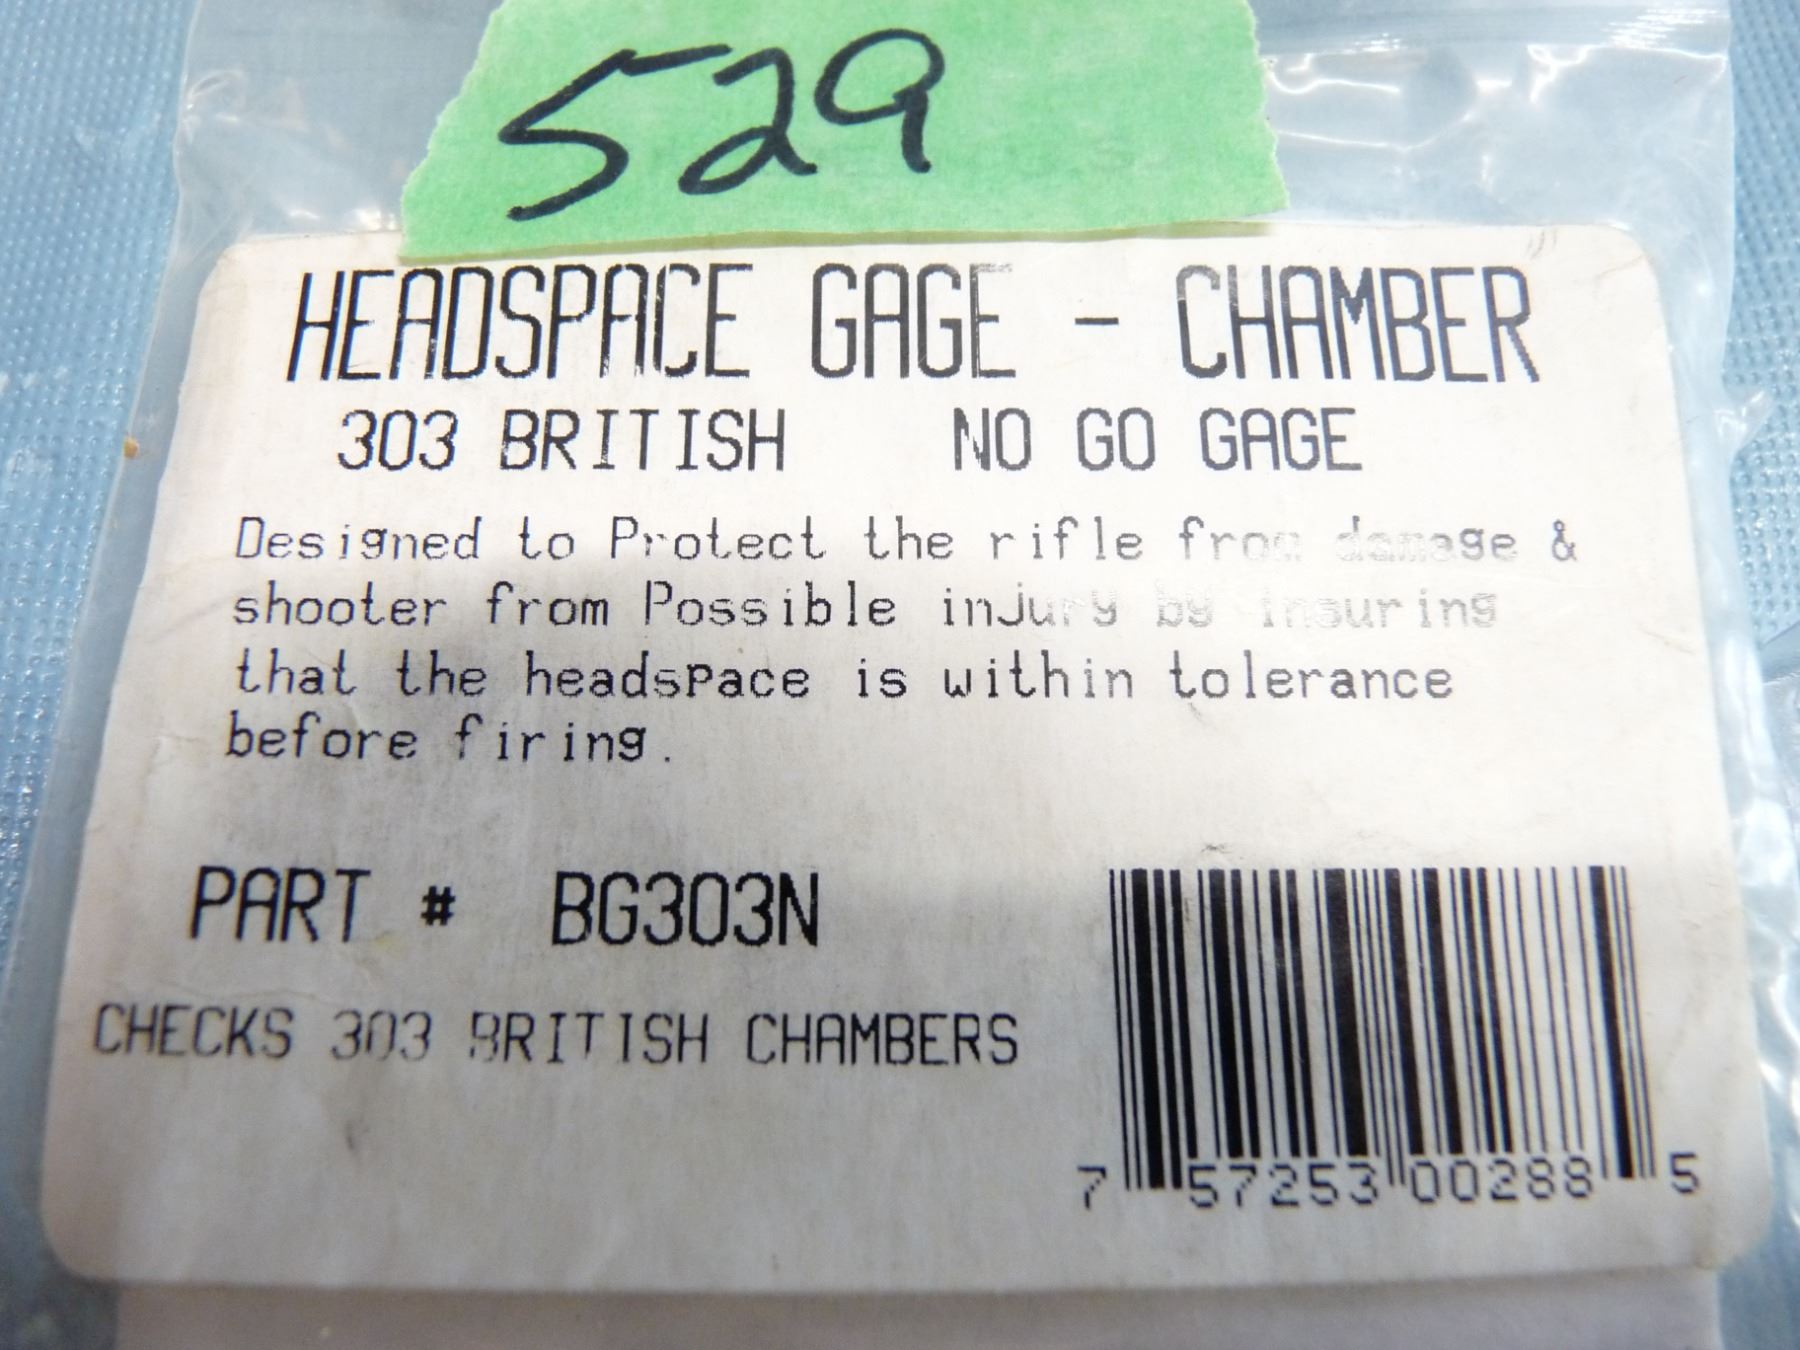 529
HEADSPACE GAGE - CHAMBER
303 BRITISH NO GO GAGE
Designed to Protect the rifle from damage &
shooter from Possible injury by insuring
that the headspace is within tolerance
before firing.
PART # BG303N
CHECKS 303 BRITISH CHAMBERS
7 57253 00288 5